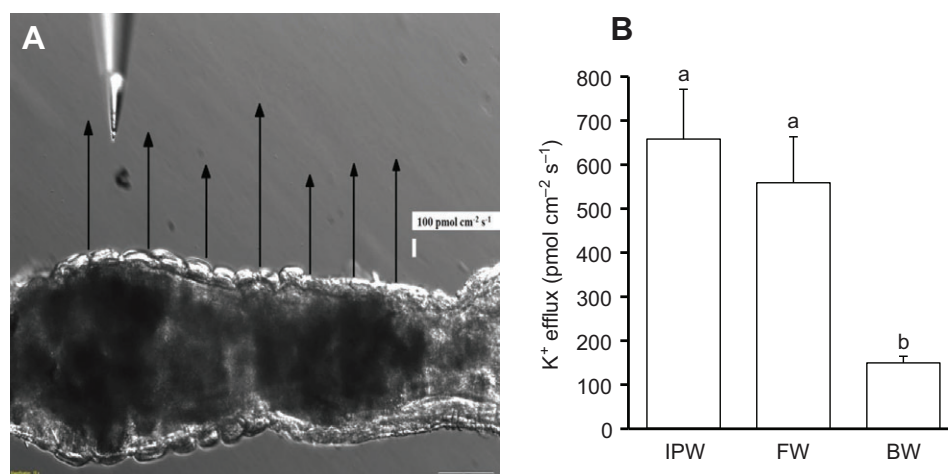 A
100 pmol cm⁻² s⁻¹
B
K⁺ efflux (pmol cm⁻² s⁻¹)
800
700
600
500
400
300
200
100
0
a
a
b
IPW
FW
BW